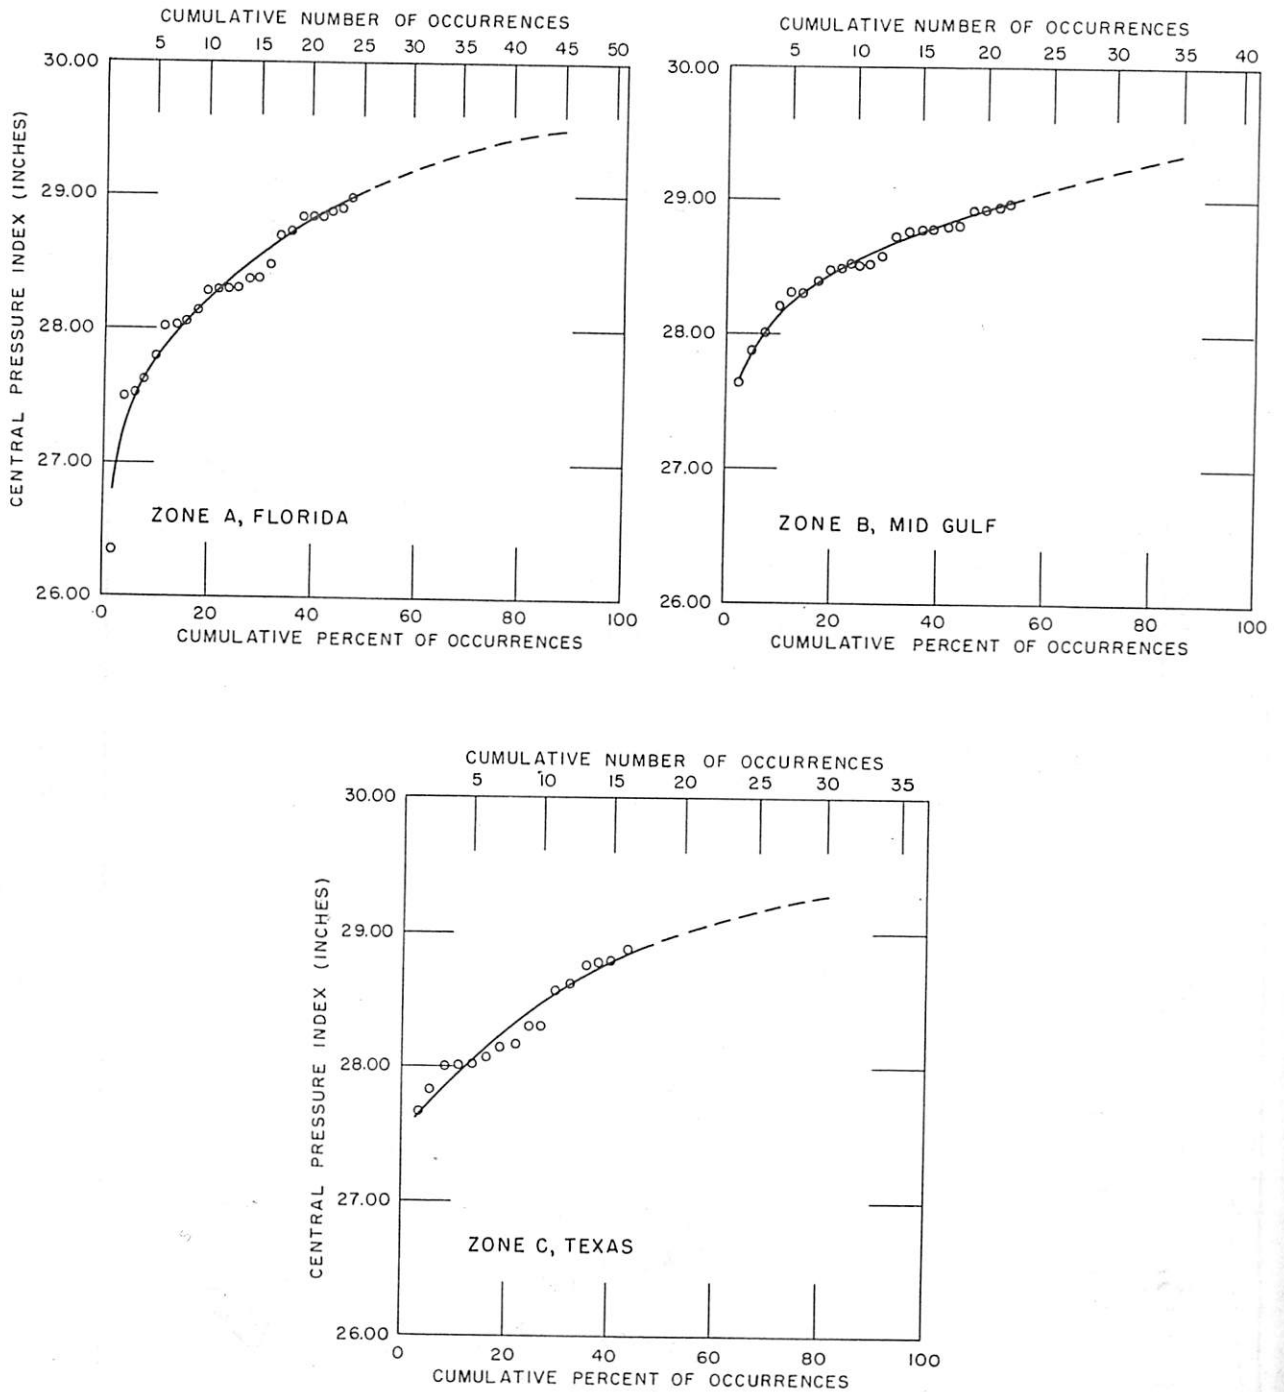 CUMULATIVE NUMBER OF OCCURRENCES
5 10 15 20 25 30 35 40 45 50
30.00
29.00
28.00
27.00
26.00
CENTRAL PRESSURE INDEX (INCHES)
ZONE A, FLORIDA
0 20 40 60 80 100
CUMULATIVE PERCENT OF OCCURRENCES
CUMULATIVE NUMBER OF OCCURRENCES
5 10 15 20 25 30 35 40
30.00
29.00
28.00
27.00
26.00
ZONE B, MID GULF
0 20 40 60 80 100
CUMULATIVE PERCENT OF OCCURRENCES
CUMULATIVE NUMBER OF OCCURRENCES
5 10 15 20 25 30 35
30.00
29.00
28.00
27.00
26.00
CENTRAL PRESSURE INDEX (INCHES)
ZONE C, TEXAS
0 20 40 60 80 100
CUMULATIVE PERCENT OF OCCURRENCES